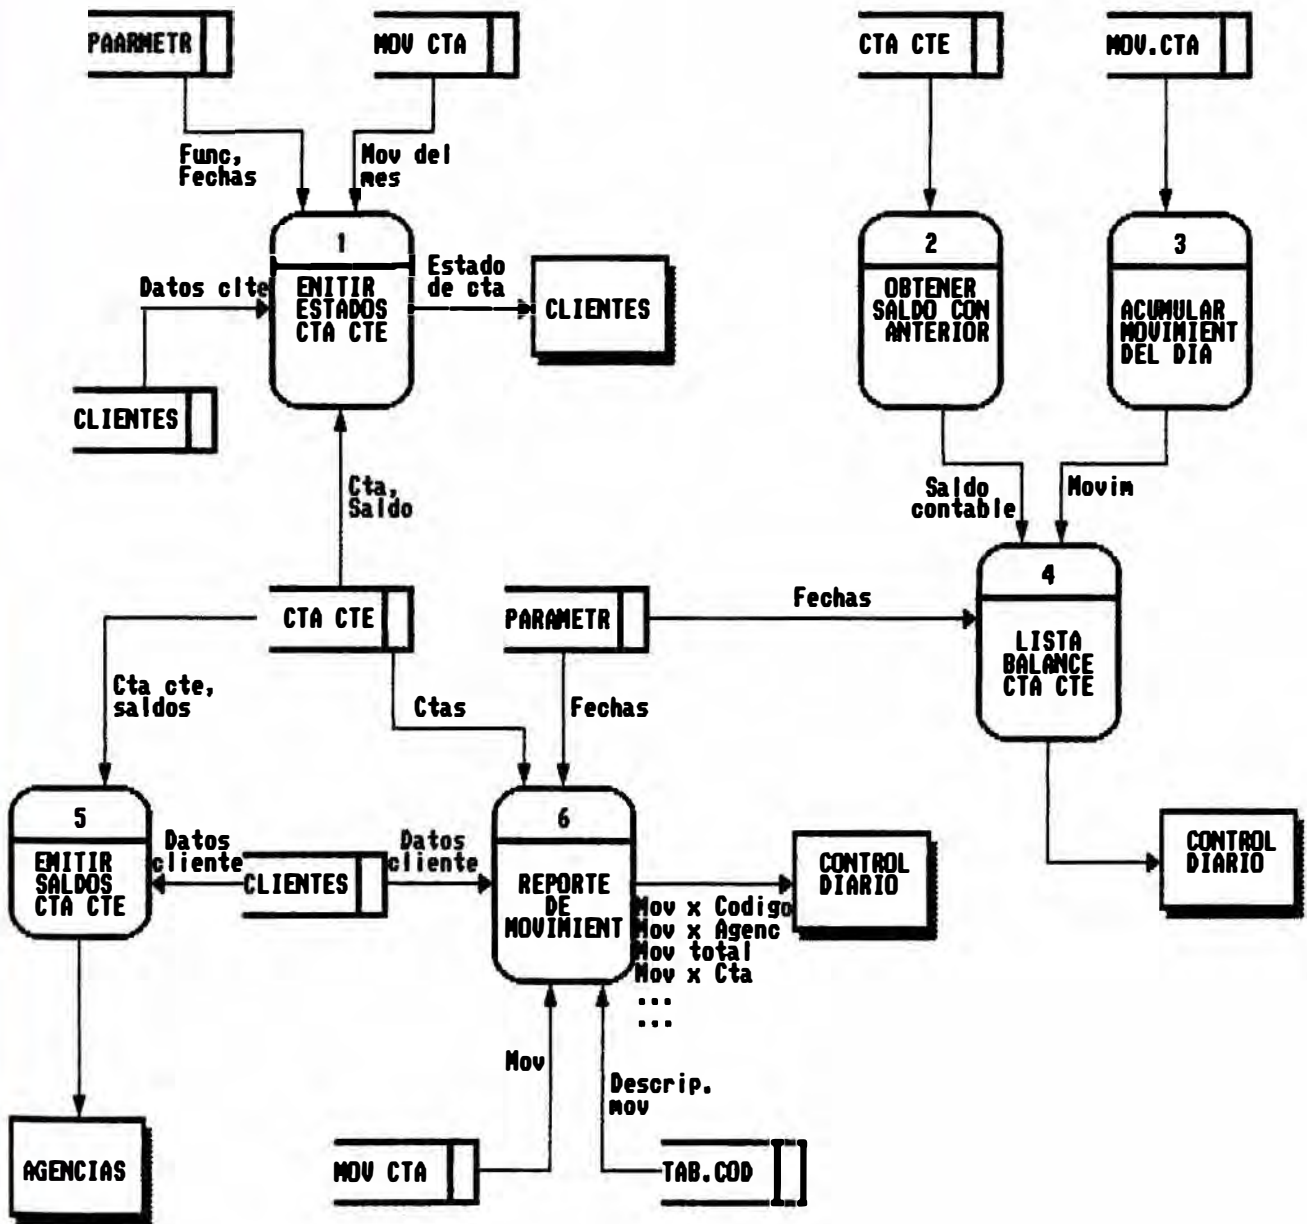 PAARMETR
MOV CTA
CTA CTE
MOV.CTA
Func,
Fechas
Mov del
mes
1
EMITIR
ESTADOS
CTA CTE
Datos clte
Estado
de cta
CLIENTES
2
OBTENER
SALDO CON
ANTERIOR
3
ACUMULAR
MOVIMIENT
DEL DIA
CLIENTES
Cta,
Saldo
Saldo
contable
Movim
4
LISTA
BALANCE
CTA CTE
CTA CTE
PARAMETR
Fechas
Cta cte,
saldos
Ctas
Fechas
5
EMITIR
SALDOS
CTA CTE
Datos
cliente
CLIENTES
Datos
cliente
6
REPORTE
DE
MOVIMIENT
CONTROL
DIARIO
CONTROL
DIARIO
Mov x Codigo
Mov x Agenc
Mov total
Mov x Cta
...
...
Mov
Descrip.
mov
AGENCIAS
MOV CTA
TAB.COD